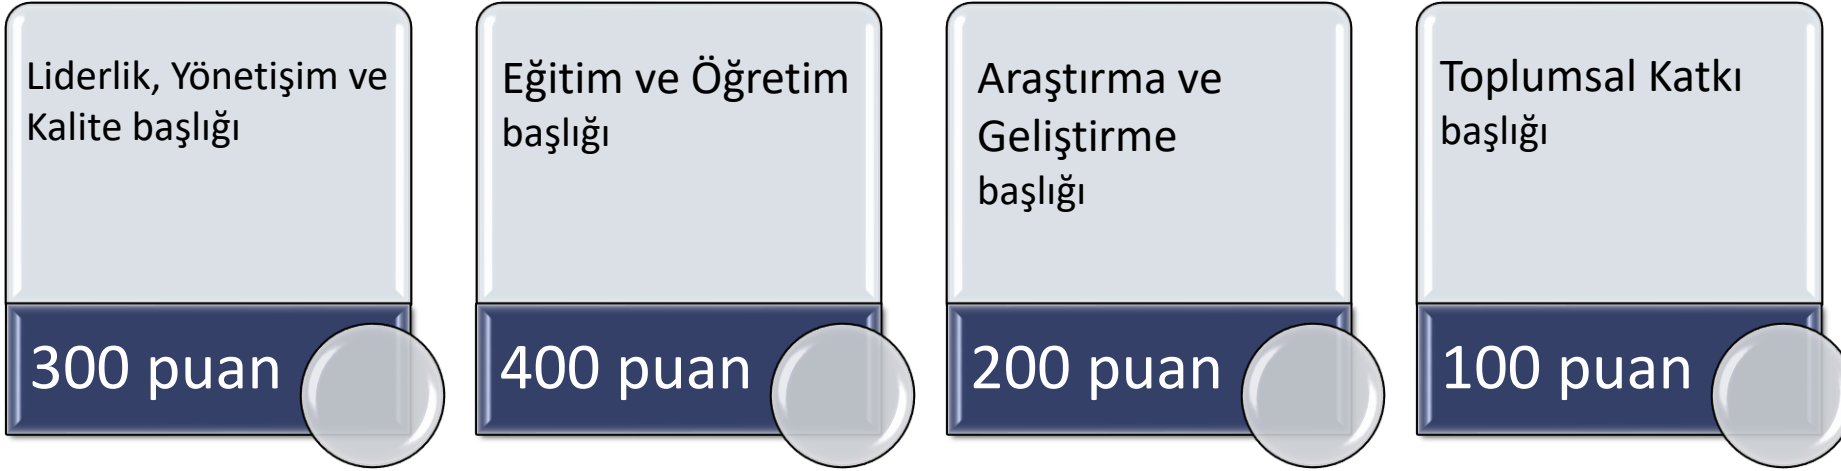 Liderlik, Yönetişim ve
Kalite başlığı
300 puan
Eğitim ve Öğretim
başlığı
400 puan
Araştırma ve
Geliştirme
başlığı
200 puan
Toplumsal Katkı
başlığı
100 puan